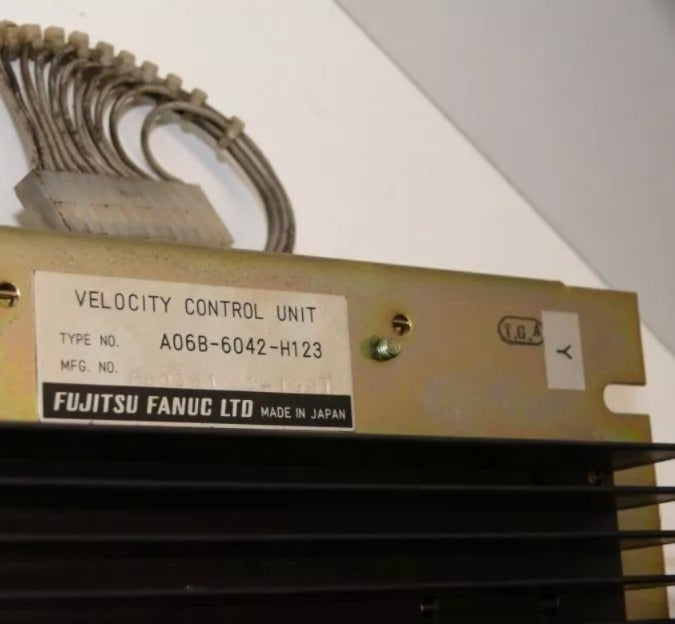 VELOCITY CONTROL UNIT
TYPE NO. A06B-6042-H123
MFG. NO.
FUJITSU FANUC LTD MADE IN JAPAN
T.G.A
Y